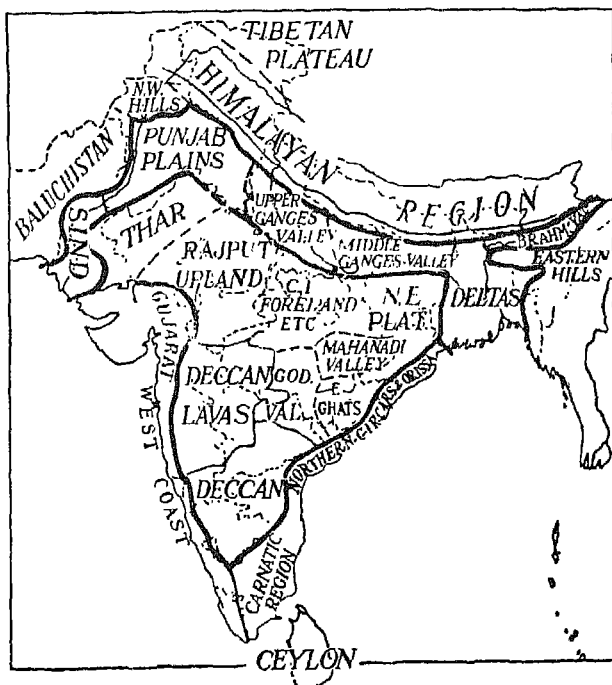 TIBETAN
PLATEAU
N.W.
HILLS
HIMALAYAN
REGION
PUNJAB
PLAINS
BALUCHISTAN
SIND
THAR
UPPER
GANGES
VALLEY
MIDDLE
GANGES-VALLEY
BRAHM-VAL
EASTERN
HILLS
RAJPUT
UPLAND
C.I.
FORELAND
ETC
N.E.
PLAT.
DELTAS
GUJARAT
MAHANADI
VALLEY
DECCAN
LAVAS
GOD.
VAL.
E.
GHATS
NORTHERN-CIRCARS & ORISSA
WEST
COAST
DECCAN
CARNATIC
REGION
CEYLON